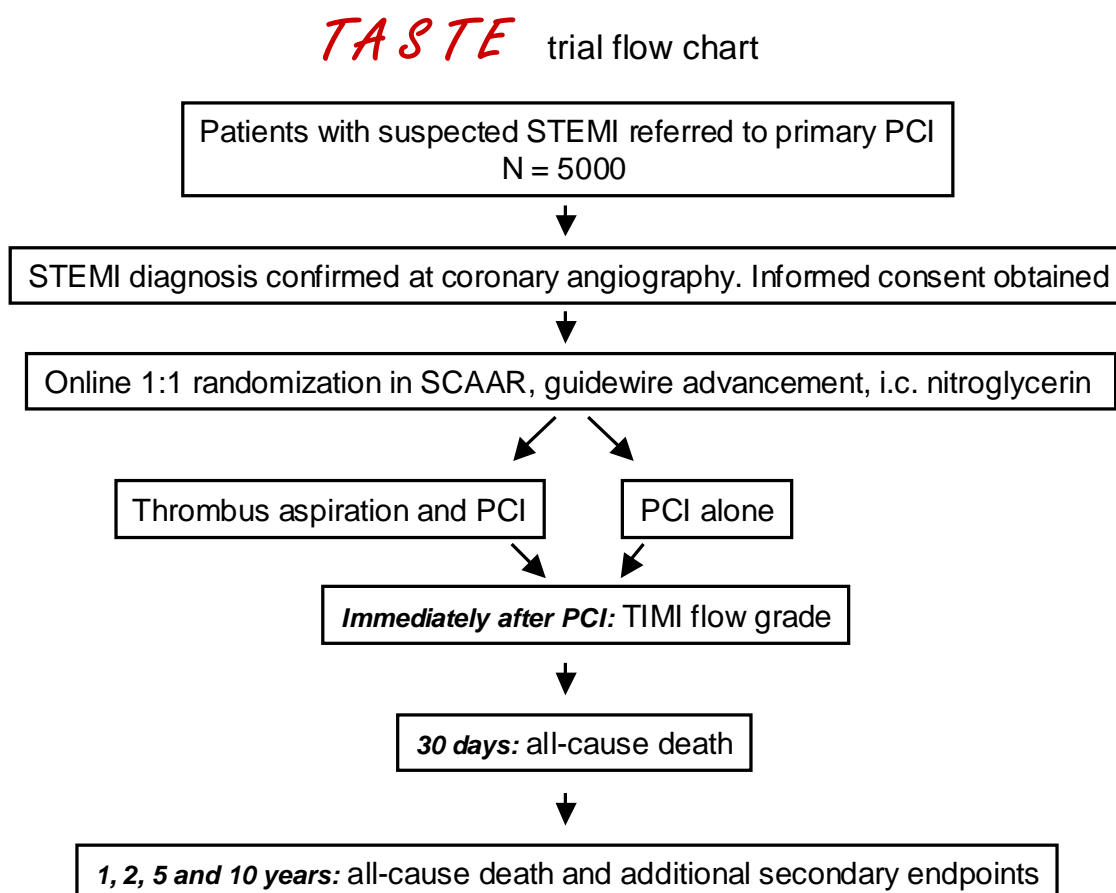 TASTE trial flow chart
Patients with suspected STEMI referred to primary PCI
N = 5000
STEMI diagnosis confirmed at coronary angiography. Informed consent obtained
Online 1:1 randomization in SCAAR, guidewire advancement, i.c. nitroglycerin
Thrombus aspiration and PCI
PCI alone
Immediately after PCI: TIMI flow grade
30 days: all-cause death
1, 2, 5 and 10 years: all-cause death and additional secondary endpoints